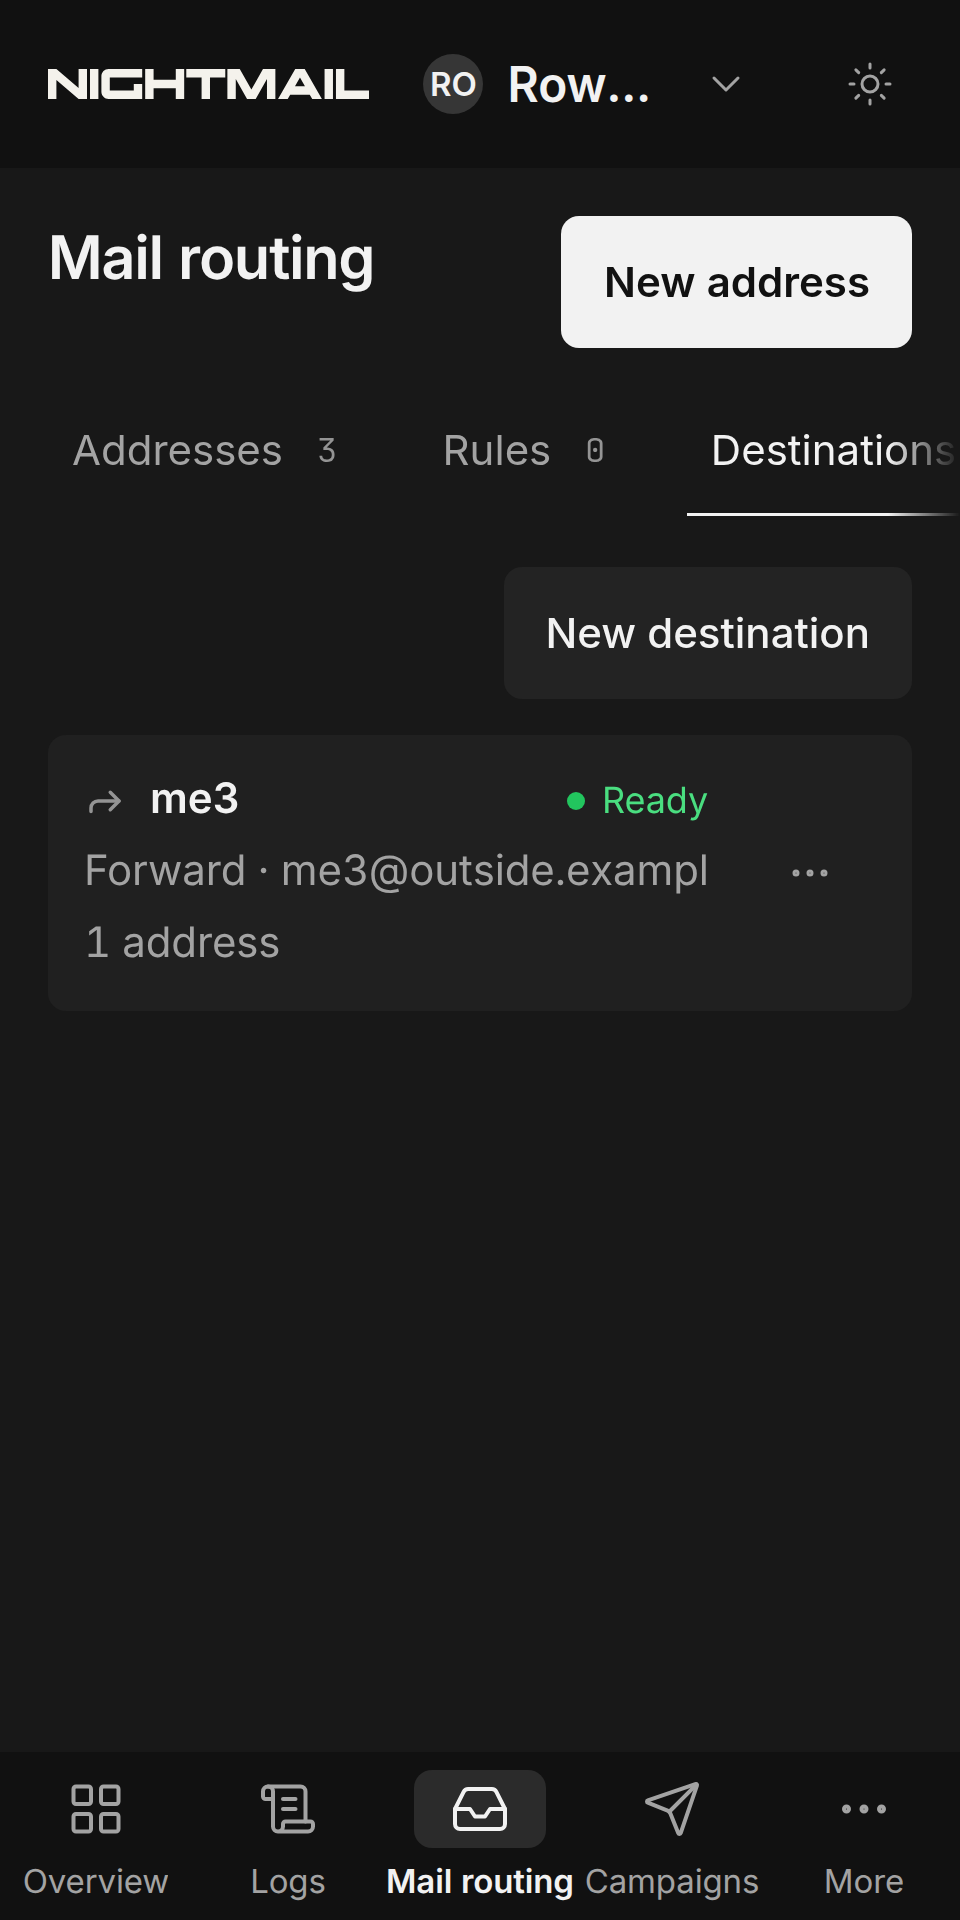 NIGHTMAIL
RO Row...
Mail routing
New address
Addresses 3
Rules 0
Destinations
New destination
me3
Ready
Forward · me3@outside.exampl
1 address
Overview
Logs
Mail routing
Campaigns
More